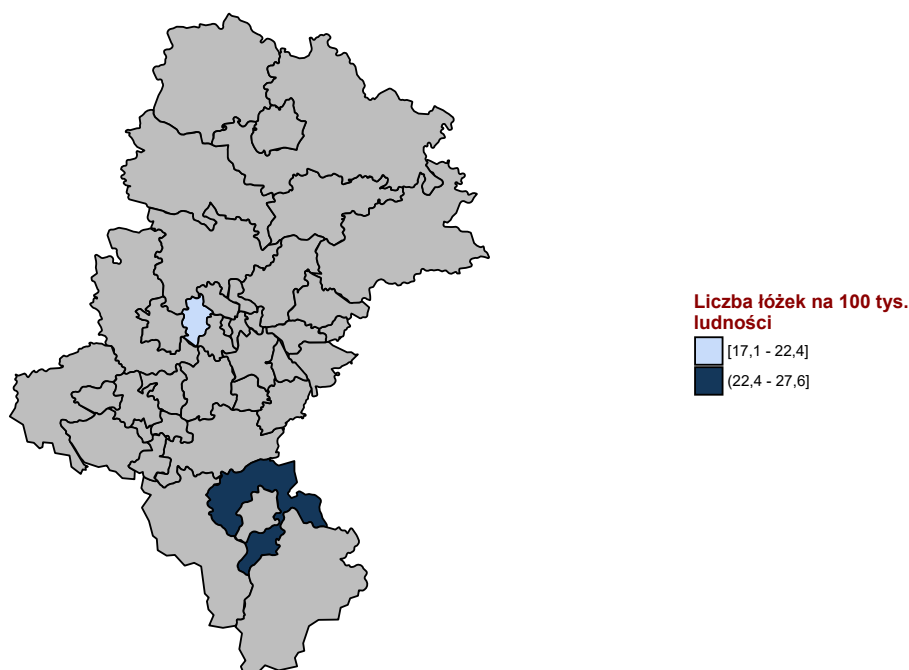 Liczba łóżek na 100 tys.
ludności
[17,1 - 22,4]
(22,4 - 27,6]